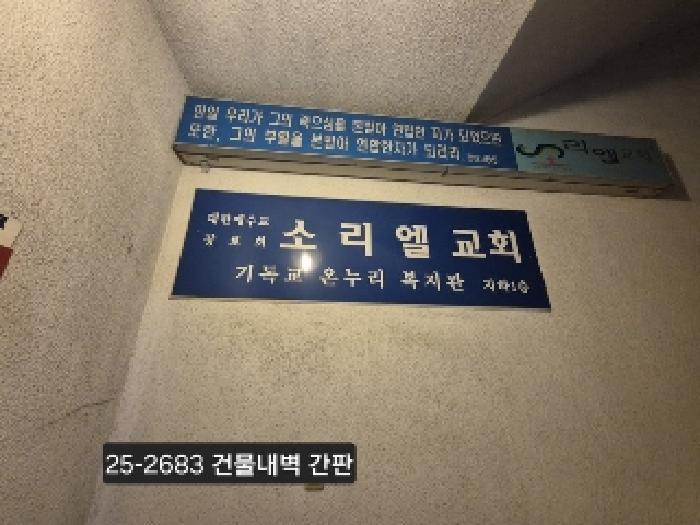 만일 우리가 그의 죽으심을 본받아 연합한 자가 되었으면
또한, 그의 부활을 본받아 연합한자가 되리라
리엘교회
대한예수교
장로회
소리엘교회
기독교 온누리 복지관 지하1층
25-2683 건물내벽 간판